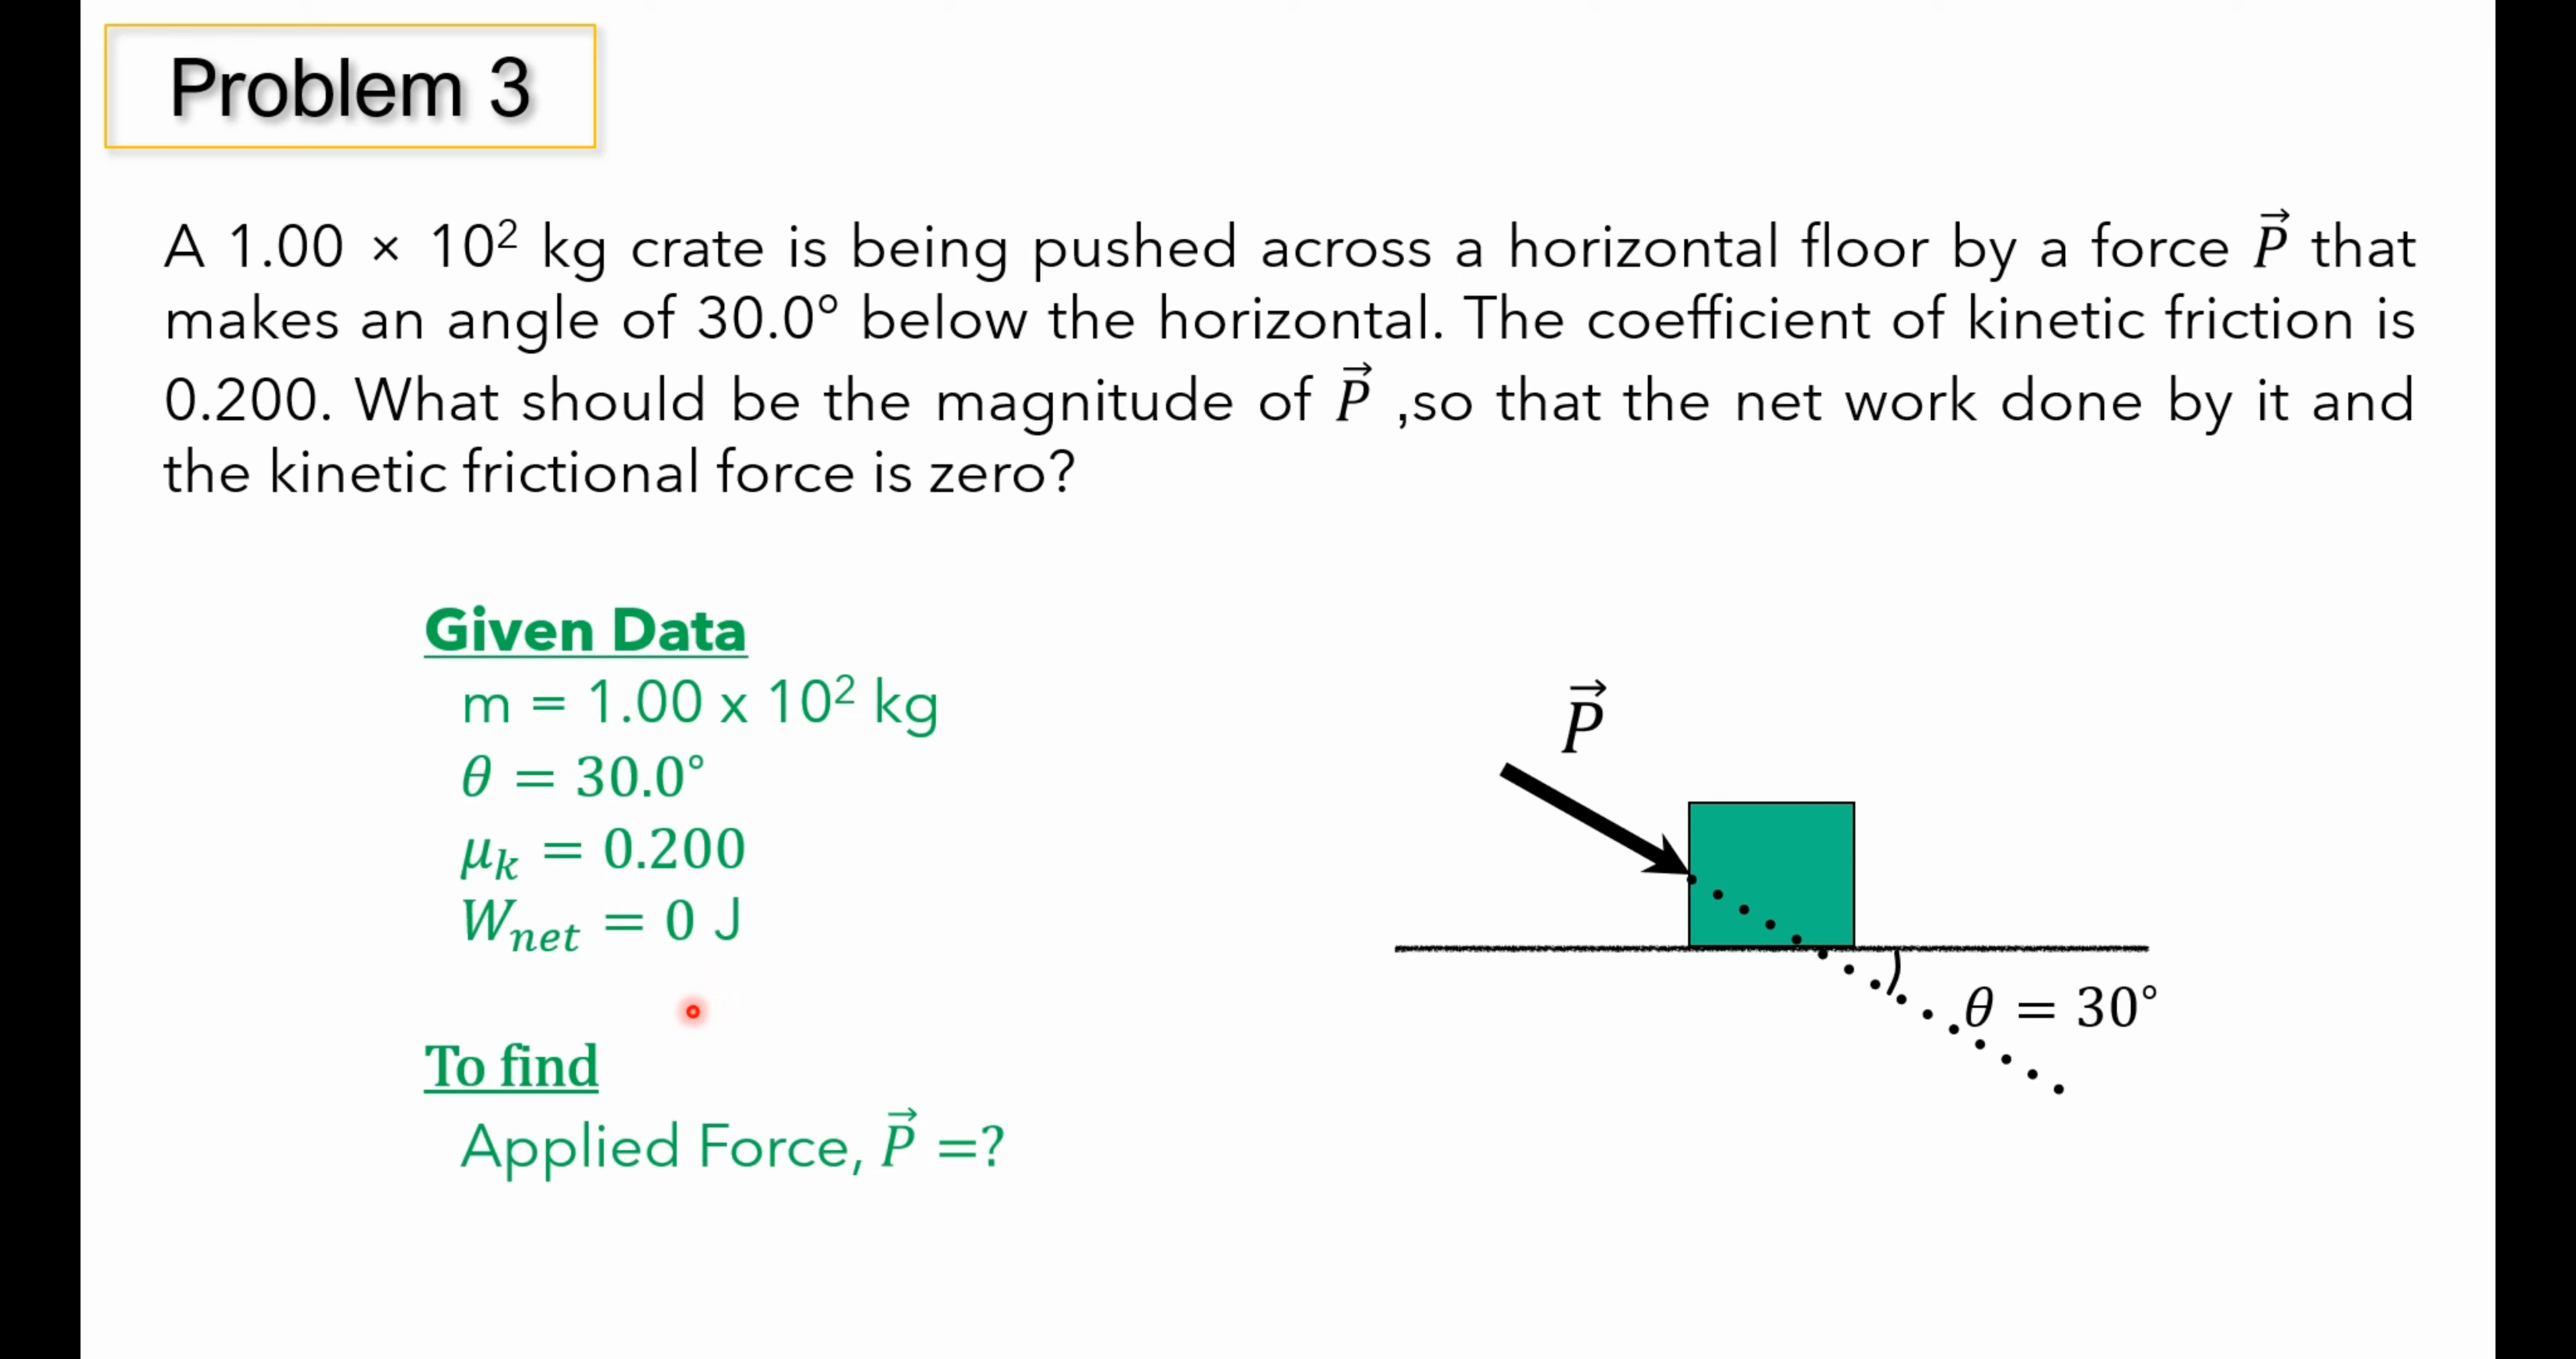 Problem 3
A 1.00 × 10² kg crate is being pushed across a horizontal floor by a force P⃗ that
makes an angle of 30.0° below the horizontal. The coefficient of kinetic friction is
0.200. What should be the magnitude of P⃗ ,so that the net work done by it and
the kinetic frictional force is zero?
Given Data
m = 1.00 x 10² kg
θ = 30.0°
μₖ = 0.200
W_net = 0 J
To find
Applied Force, P⃗ =?
P⃗
θ = 30°